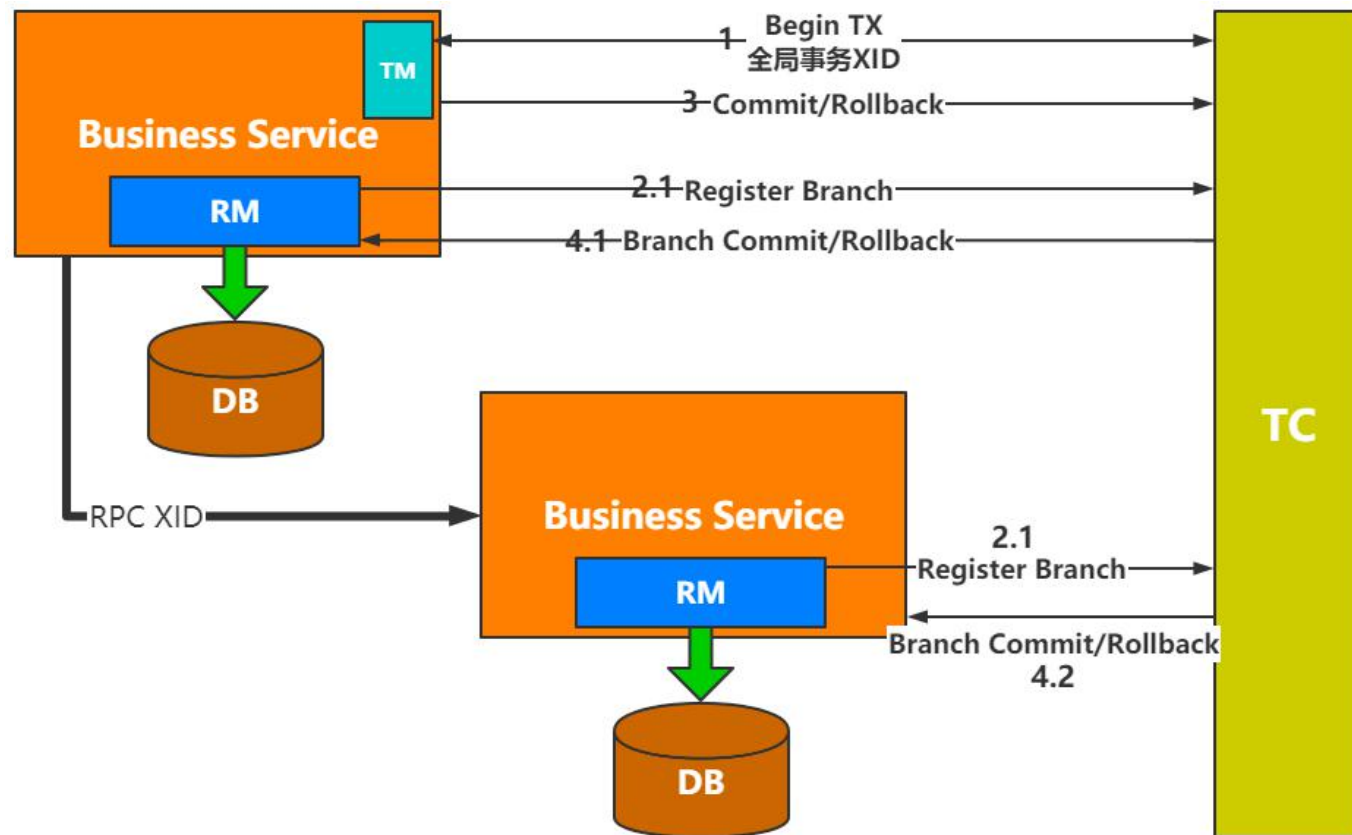 1 Begin TX
全局事务XID
TM
3 Commit/Rollback
Business Service
2.1 Register Branch
RM
4.1 Branch Commit/Rollback
DB
TC
RPC XID
Business Service
2.1
Register Branch
RM
Branch Commit/Rollback
4.2
DB